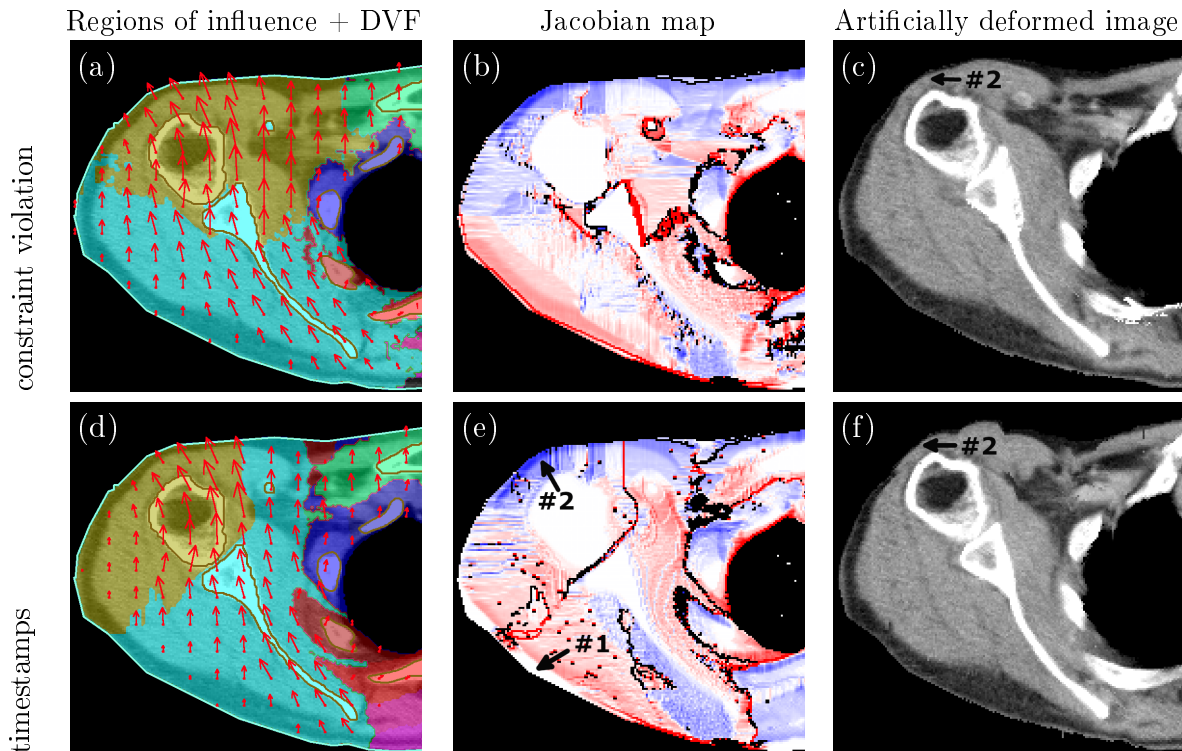 Regions of influence + DVF
Jacobian map
Artificially deformed image
constraint violation
(a)
(b)
(c)
#2
timestamps
(d)
(e)
#2
#1
(f)
#2